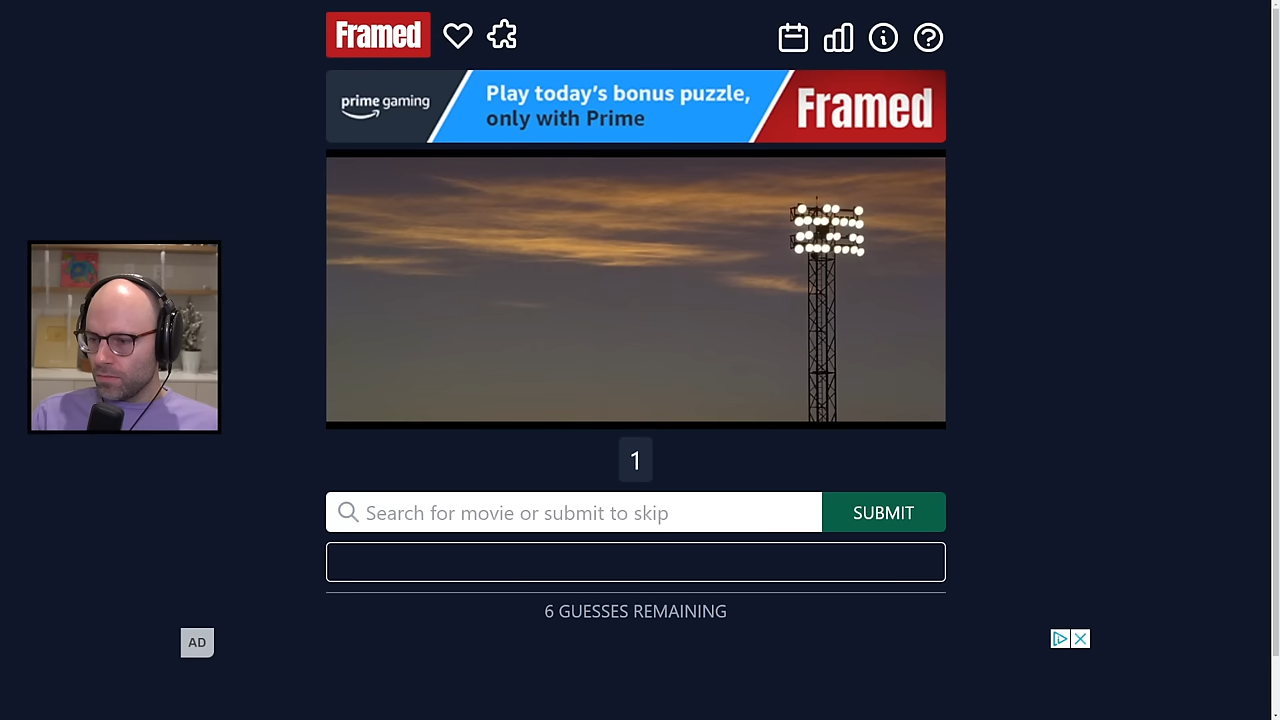 Framed
prime gaming
Play today's bonus puzzle,
only with Prime
Framed
1
Search for movie or submit to skip
SUBMIT
6 GUESSES REMAINING
AD